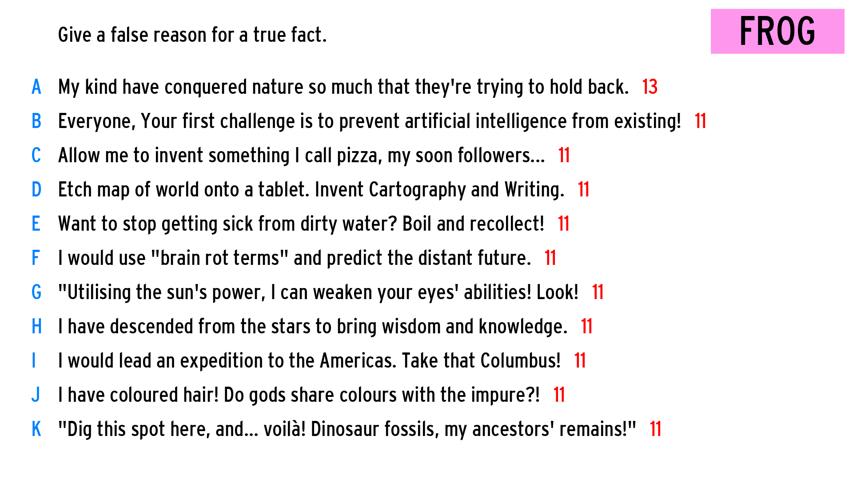 Give a false reason for a true fact.
FROG
A My kind have conquered nature so much that they're trying to hold back. 13
B Everyone, Your first challenge is to prevent artificial intelligence from existing! 11
C Allow me to invent something I call pizza, my soon followers... 11
D Etch map of world onto a tablet. Invent Cartography and Writing. 11
E Want to stop getting sick from dirty water? Boil and recollect! 11
F I would use "brain rot terms" and predict the distant future. 11
G "Utilising the sun's power, I can weaken your eyes' abilities! Look! 11
H I have descended from the stars to bring wisdom and knowledge. 11
I I would lead an expedition to the Americas. Take that Columbus! 11
J I have coloured hair! Do gods share colours with the impure?! 11
K "Dig this spot here, and... voilà! Dinosaur fossils, my ancestors' remains!" 11